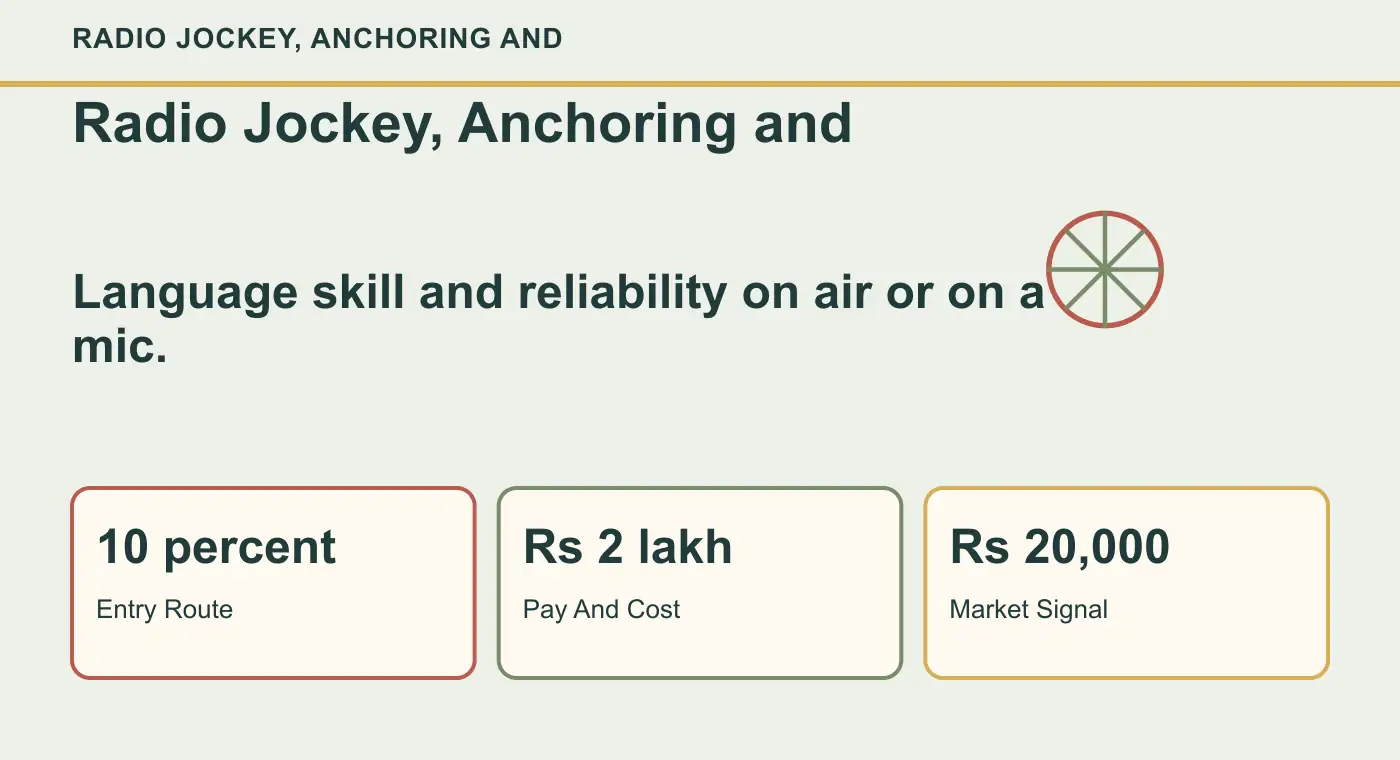 RADIO JOCKEY, ANCHORING AND
Radio Jockey, Anchoring and
Language skill and reliability on air or on a
mic.
10 percent
Entry Route
Rs 2 lakh
Pay And Cost
Rs 20,000
Market Signal